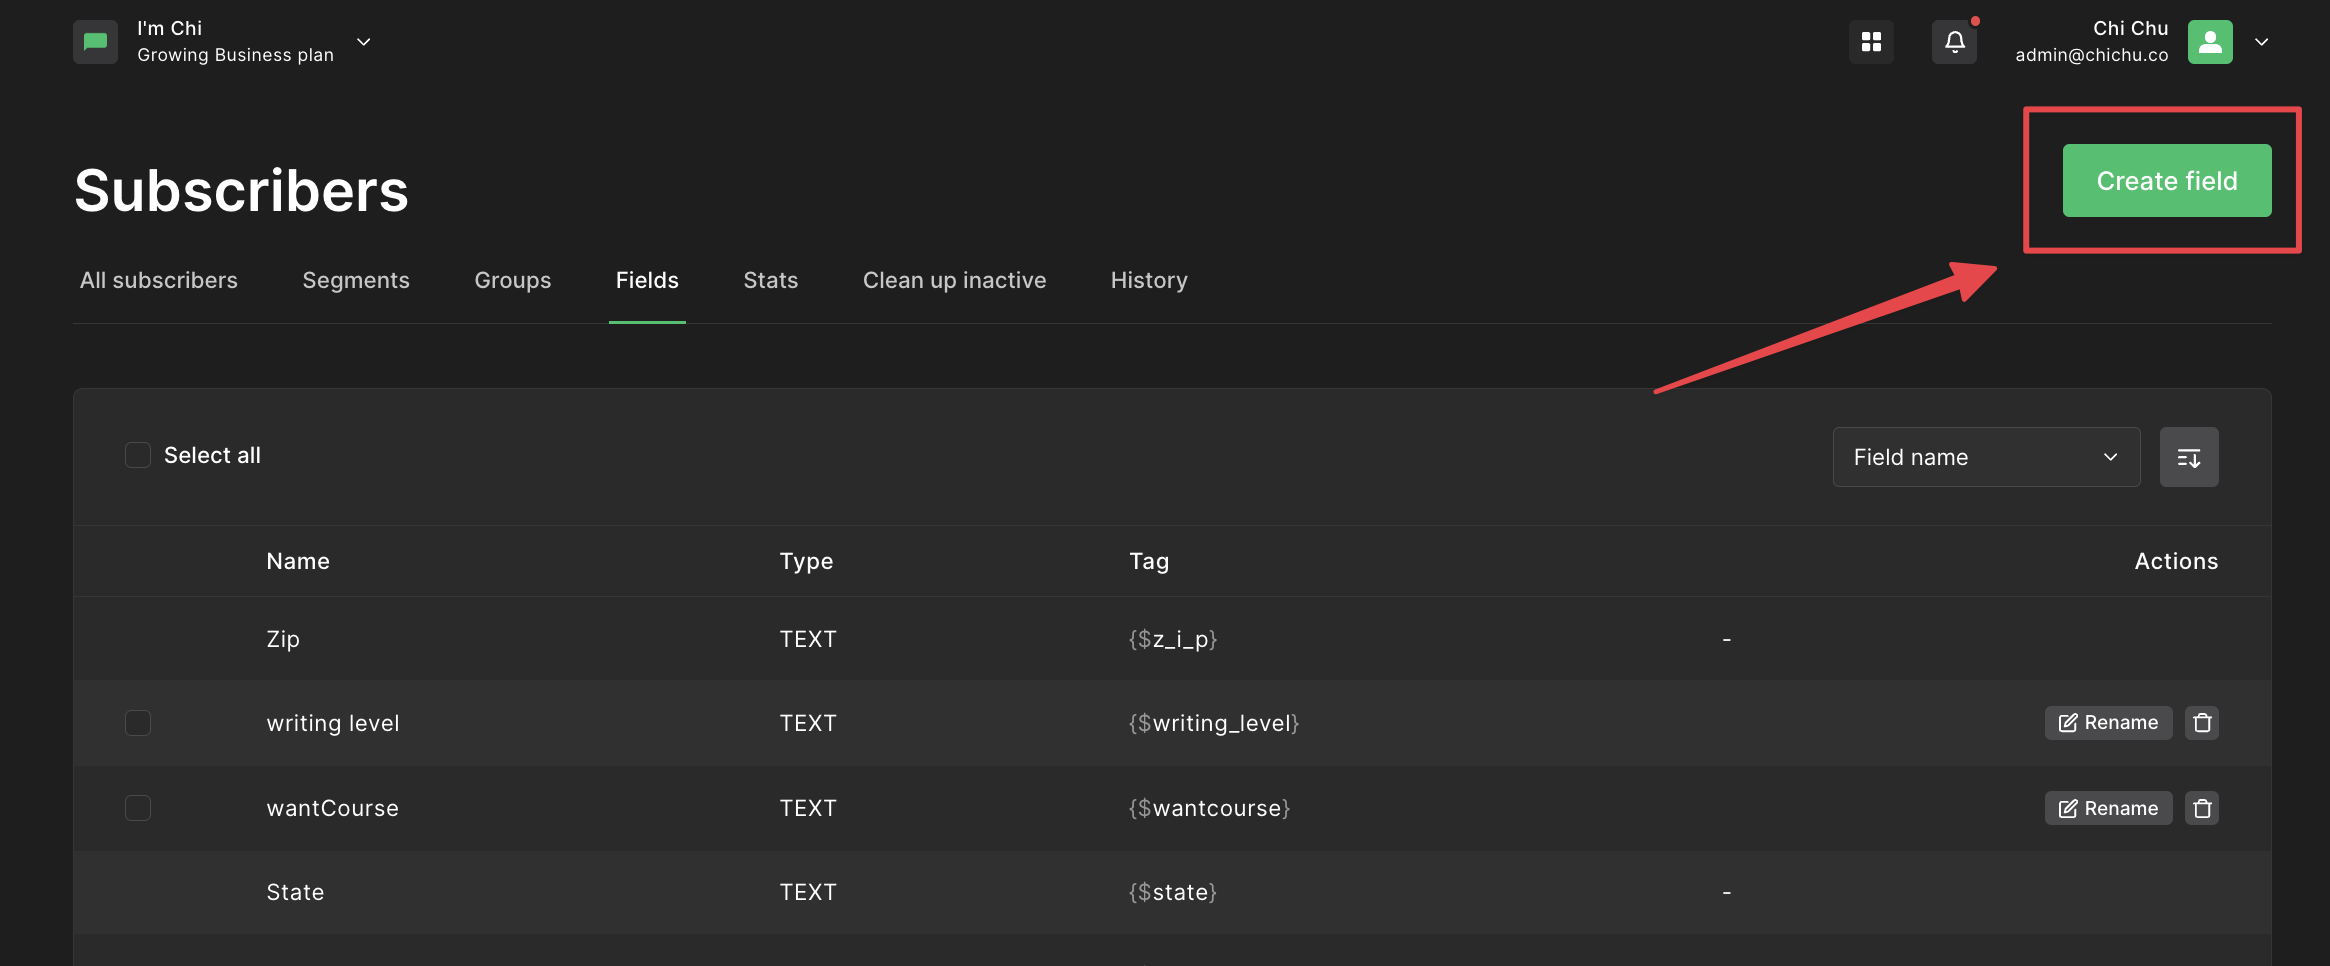 I'm Chi
Growing Business plan
Chi Chu
admin@chichu.co
Subscribers
Create field
All subscribers
Segments
Groups
Fields
Stats
Clean up inactive
History
Select all
Field name
Name Type Tag Actions
Zip TEXT {$z_i_p} -
writing level TEXT {$writing_level} Rename
wantCourse TEXT {$wantcourse} Rename
State TEXT {$state} -